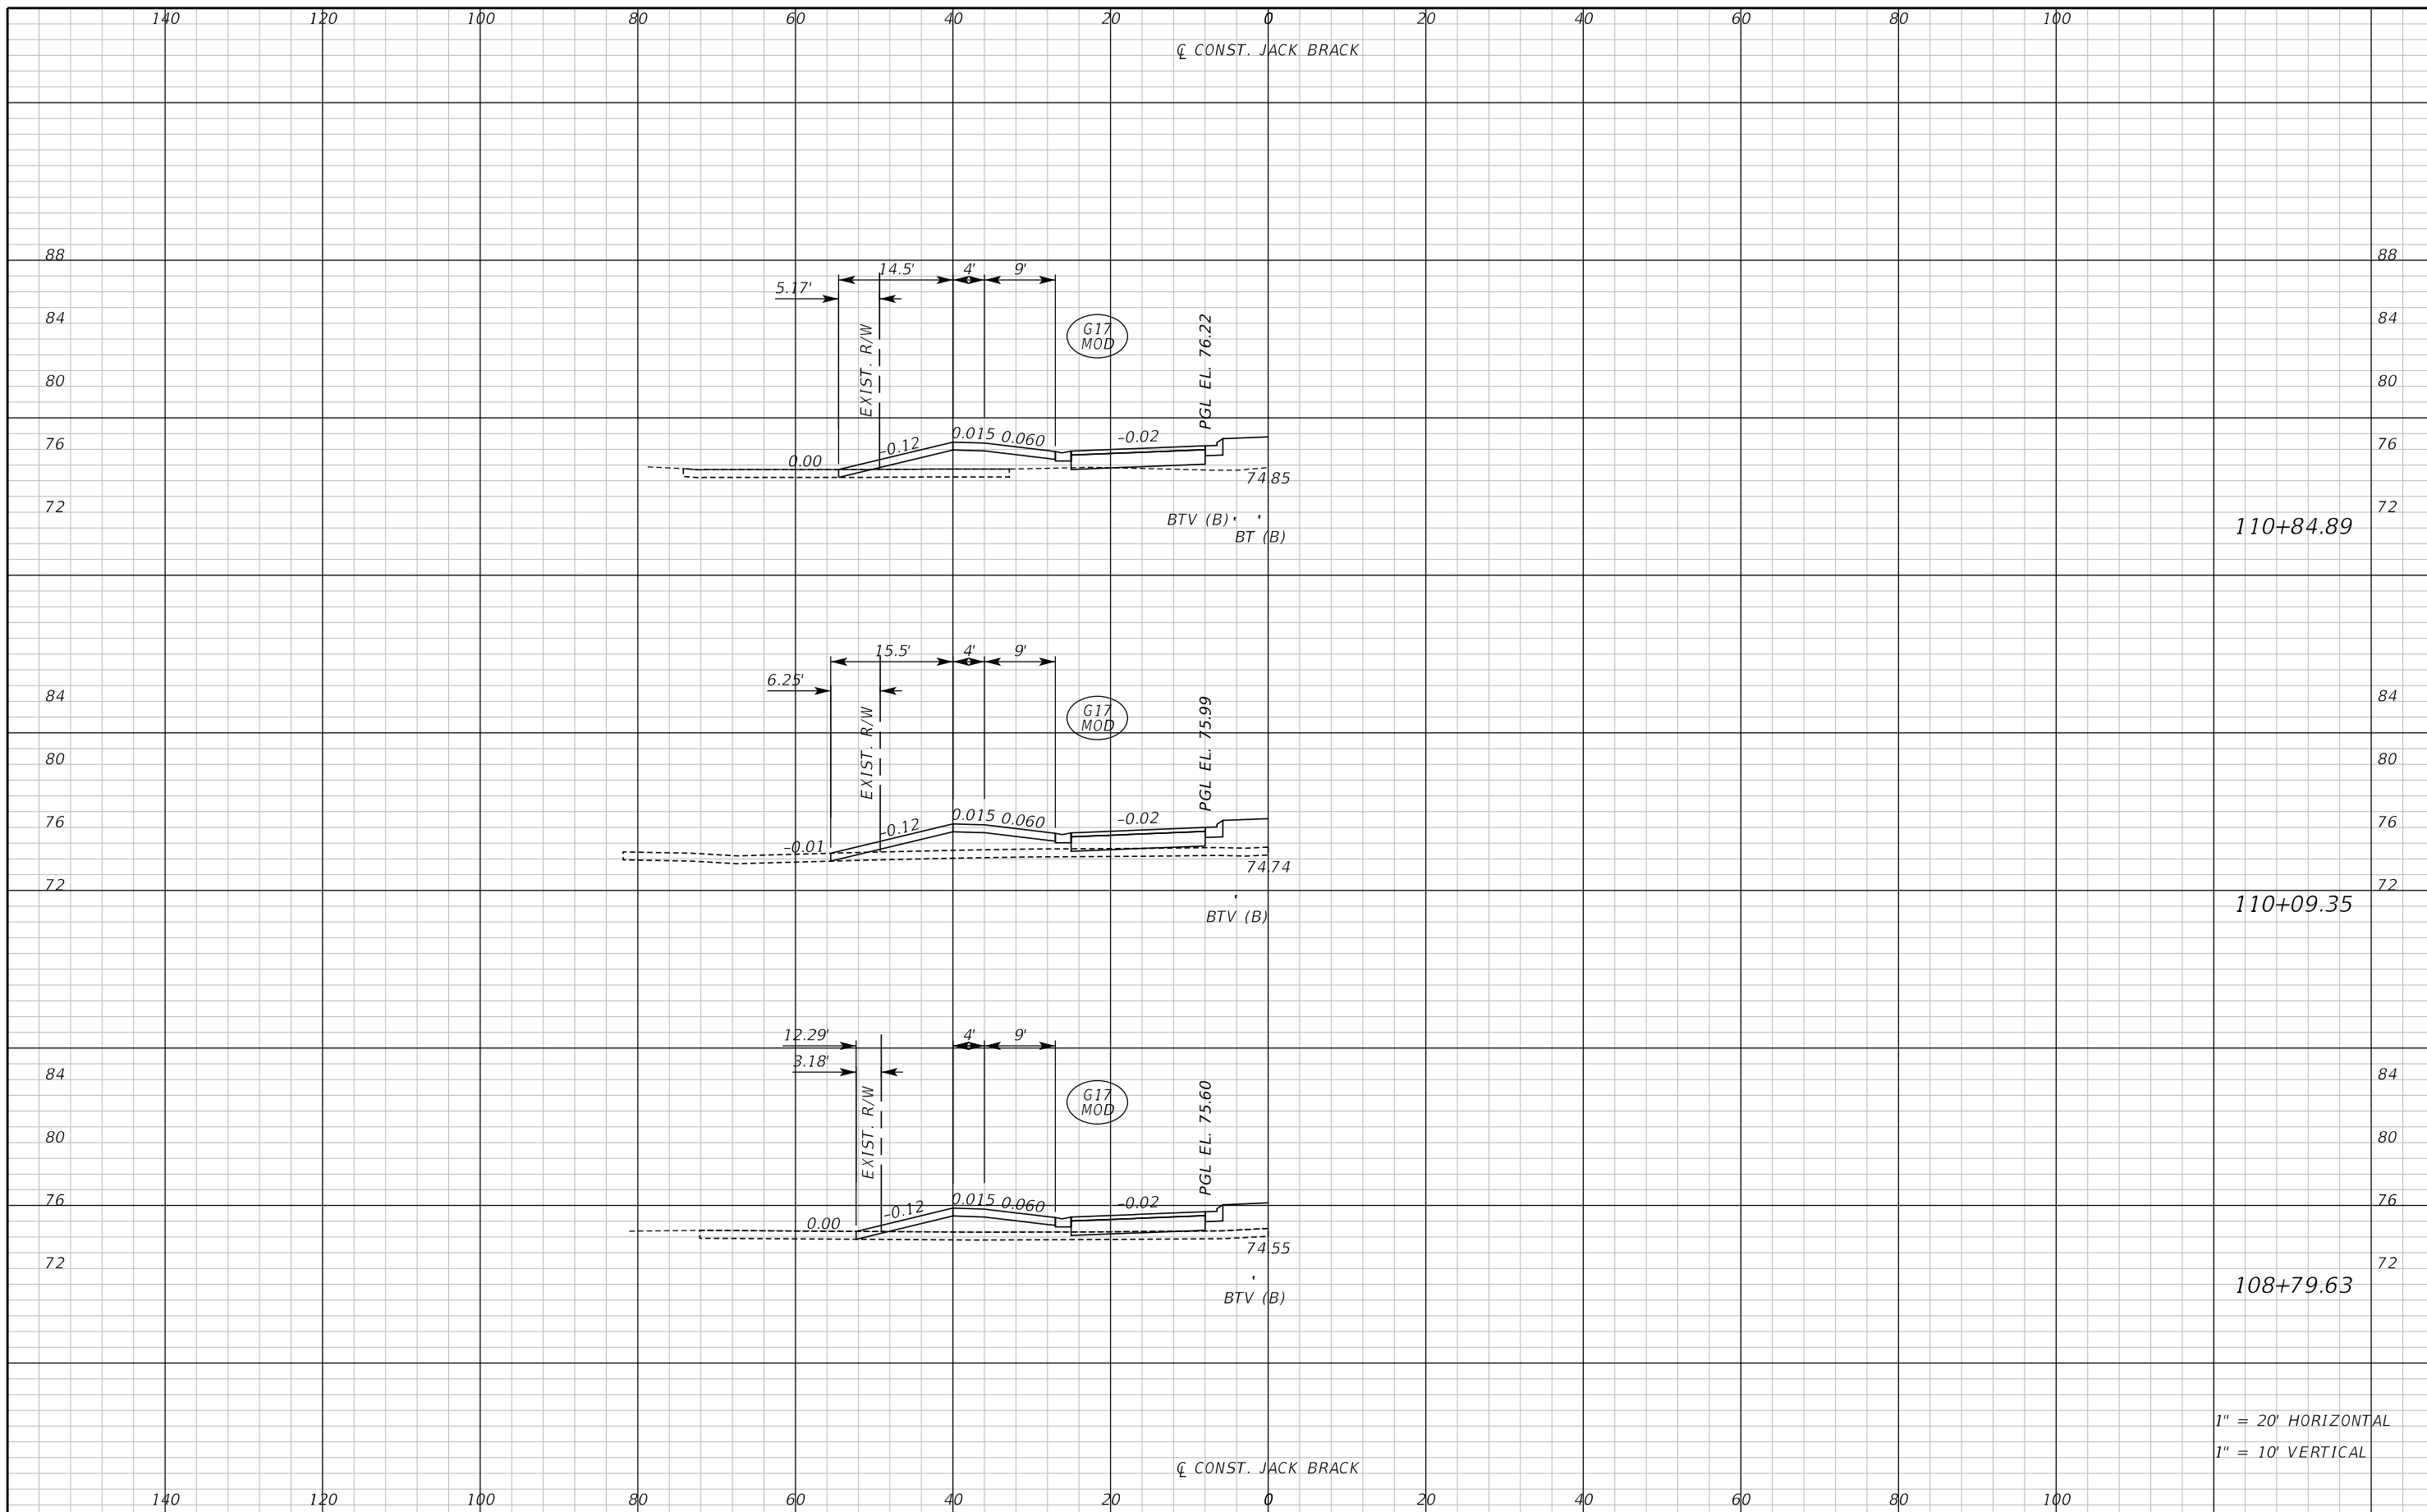 140 120 100 80 60 40 20 0 20 40 60 80 100
℄ CONST. JACK BRACK
88 88
14.5' 4' 9'
5.17'
84 84
EXIST. R/W
G17
MOD
PGL EL. 76.22
80 80
76 76
0.00 -0.12 0.015 0.060 -0.02
74.85
72 72
BTV (B)
BT (B)
110+84.89
15.5' 4' 9'
6.25'
84 84
EXIST. R/W
G17
MOD
PGL EL. 75.99
80 80
76 76
-0.01 -0.12 0.015 0.060 -0.02
74.74
72 72
BTV (B)
110+09.35
12.29' 4' 9'
3.18'
84 84
EXIST. R/W
G17
MOD
PGL EL. 75.60
80 80
76 76
0.00 -0.12 0.015 0.060 -0.02
74.55
72 72
BTV (B)
108+79.63
1" = 20' HORIZONTAL
1" = 10' VERTICAL
℄ CONST. JACK BRACK
140 120 100 80 60 40 20 0 20 40 60 80 100